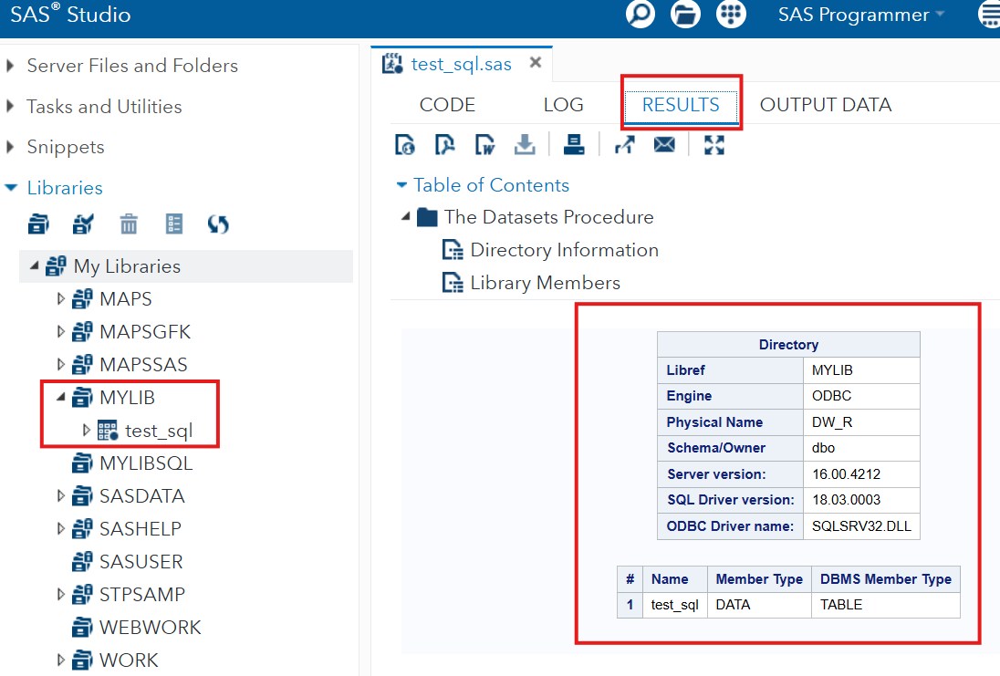 SAS® Studio
SAS Programmer
Server Files and Folders
Tasks and Utilities
Snippets
Libraries
My Libraries
MAPS
MAPSGFK
MAPSSAS
MYLIB
test_sql
MYLIBSQL
SASDATA
SASHELP
SASUSER
STPSAMP
WEBWORK
WORK
test_sql.sas
CODE LOG RESULTS OUTPUT DATA
Table of Contents
The Datasets Procedure
Directory Information
Library Members
Directory
Libref MYLIB
Engine ODBC
Physical Name DW_R
Schema/Owner dbo
Server version: 16.00.4212
SQL Driver version: 18.03.0003
ODBC Driver name: SQLSRV32.DLL
# Name Member Type DBMS Member Type
1 test_sql DATA TABLE